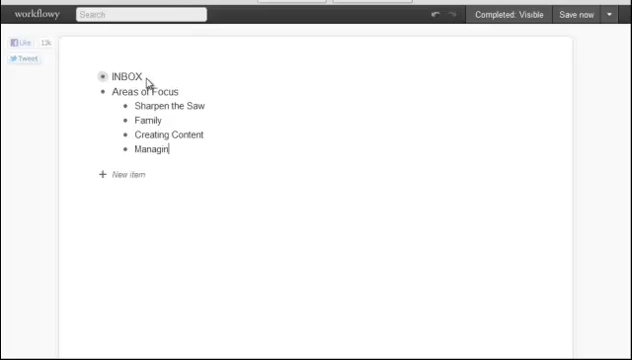 workflowy
Search
Completed: Visible
Save now
Like 13k
Tweet
INBOX
Areas of Focus
Sharpen the Saw
Family
Creating Content
Managin
New item